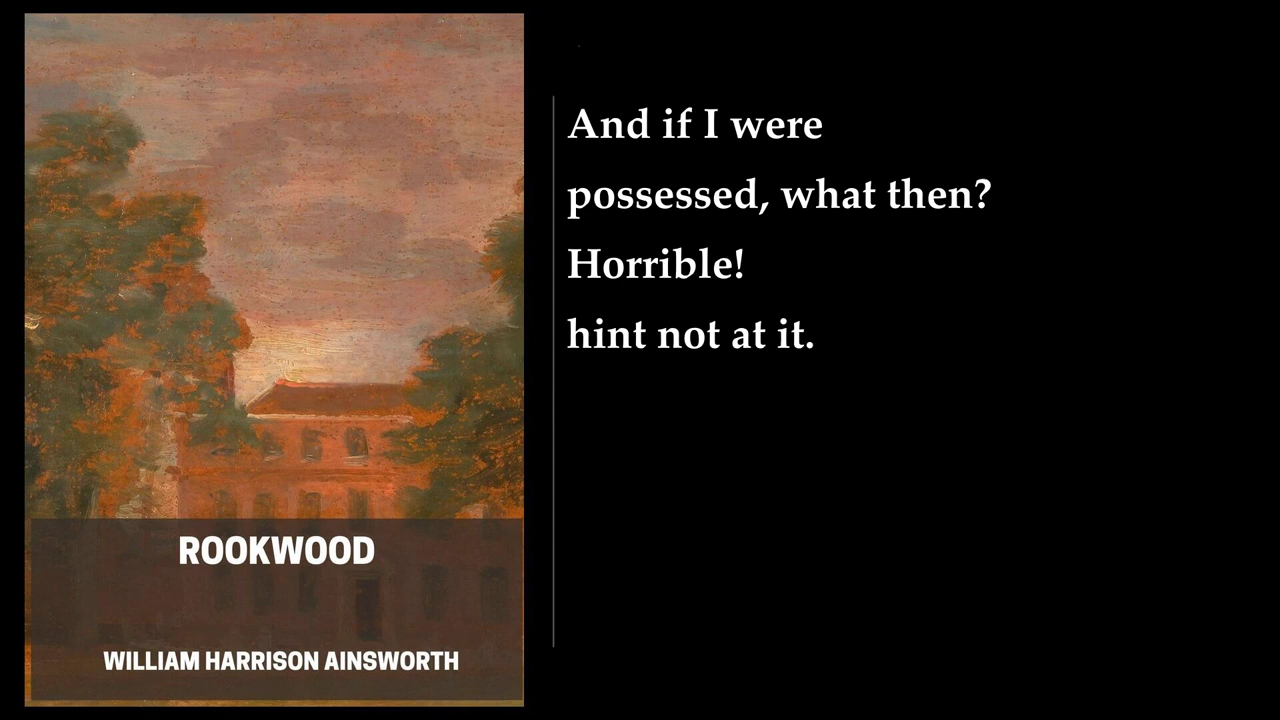 ROOKWOOD
WILLIAM HARRISON AINSWORTH
And if I were
possessed, what then?
Horrible!
hint not at it.